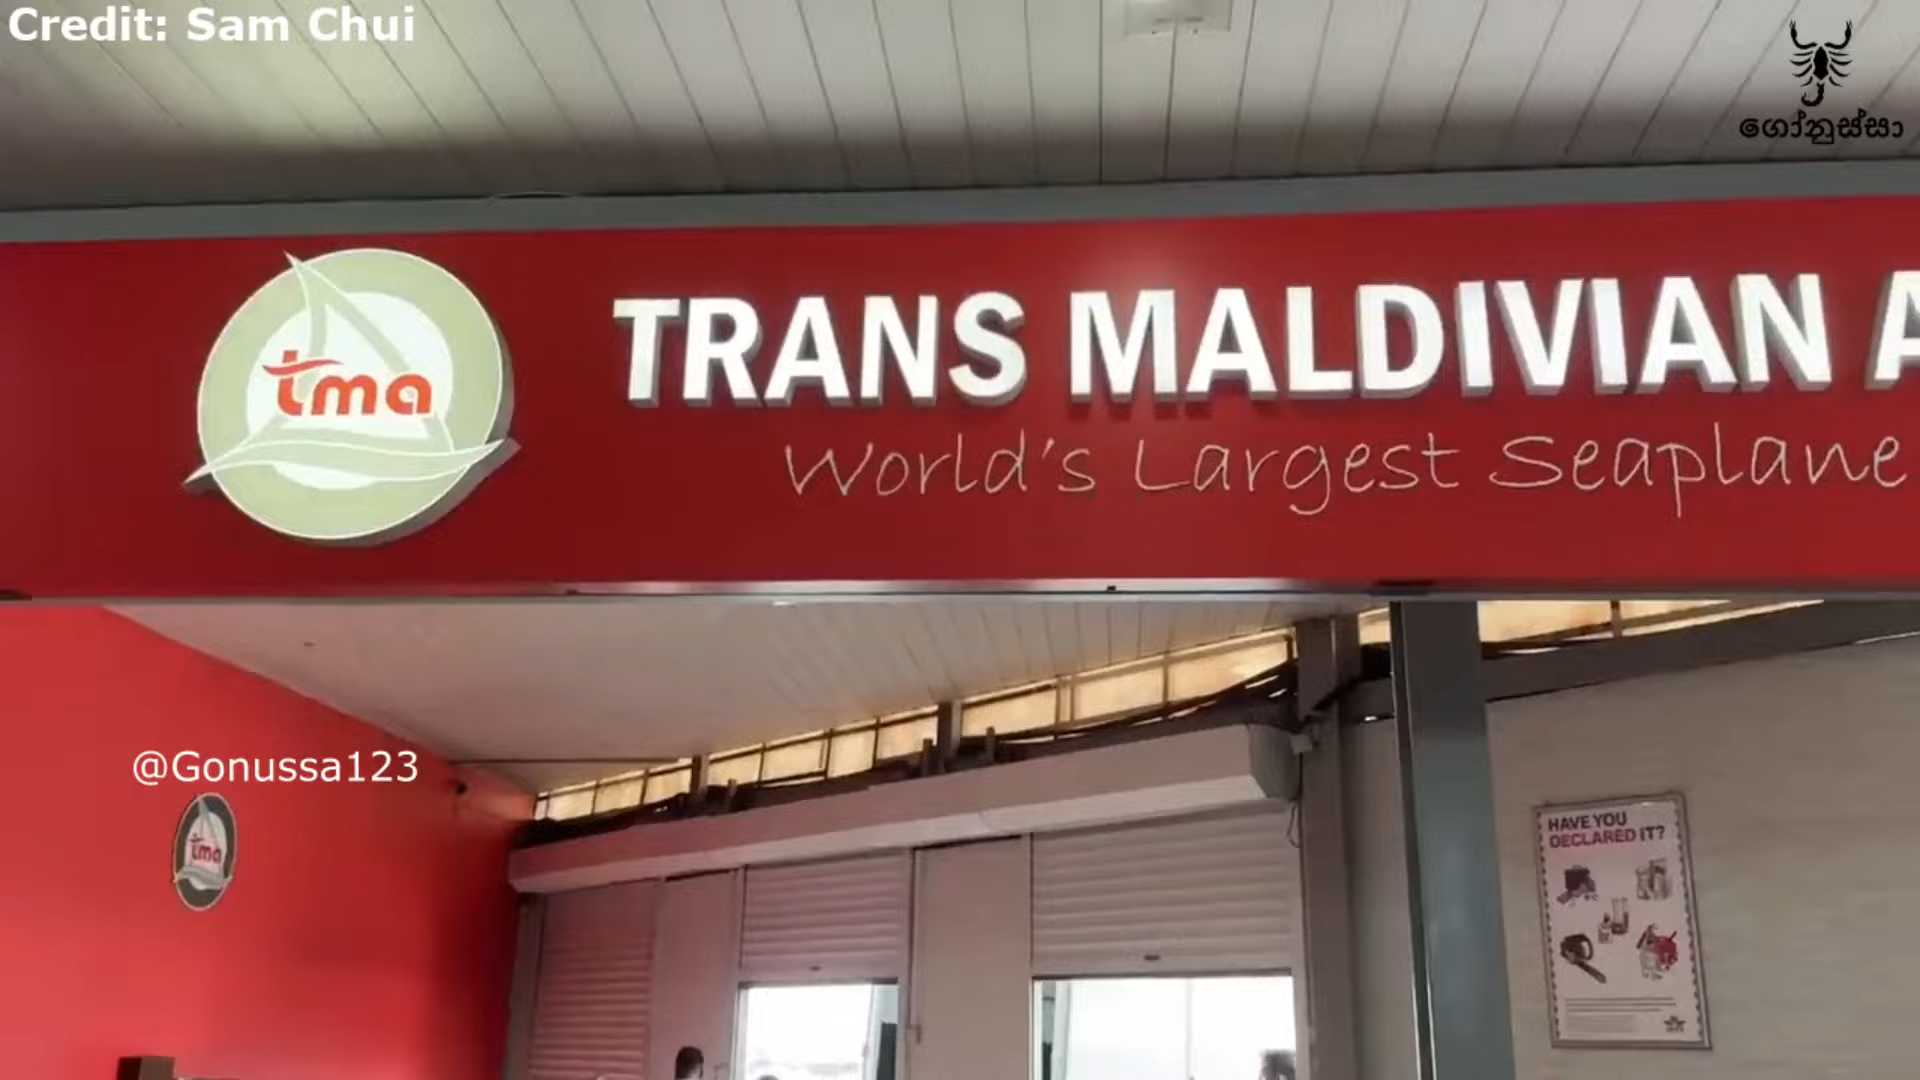 Credit: Sam Chui
ගෝනුස්සා
tma
TRANS MALDIVIAN A
World's Largest Seaplane
@Gonussa123
tma
HAVE YOU
DECLARED IT?